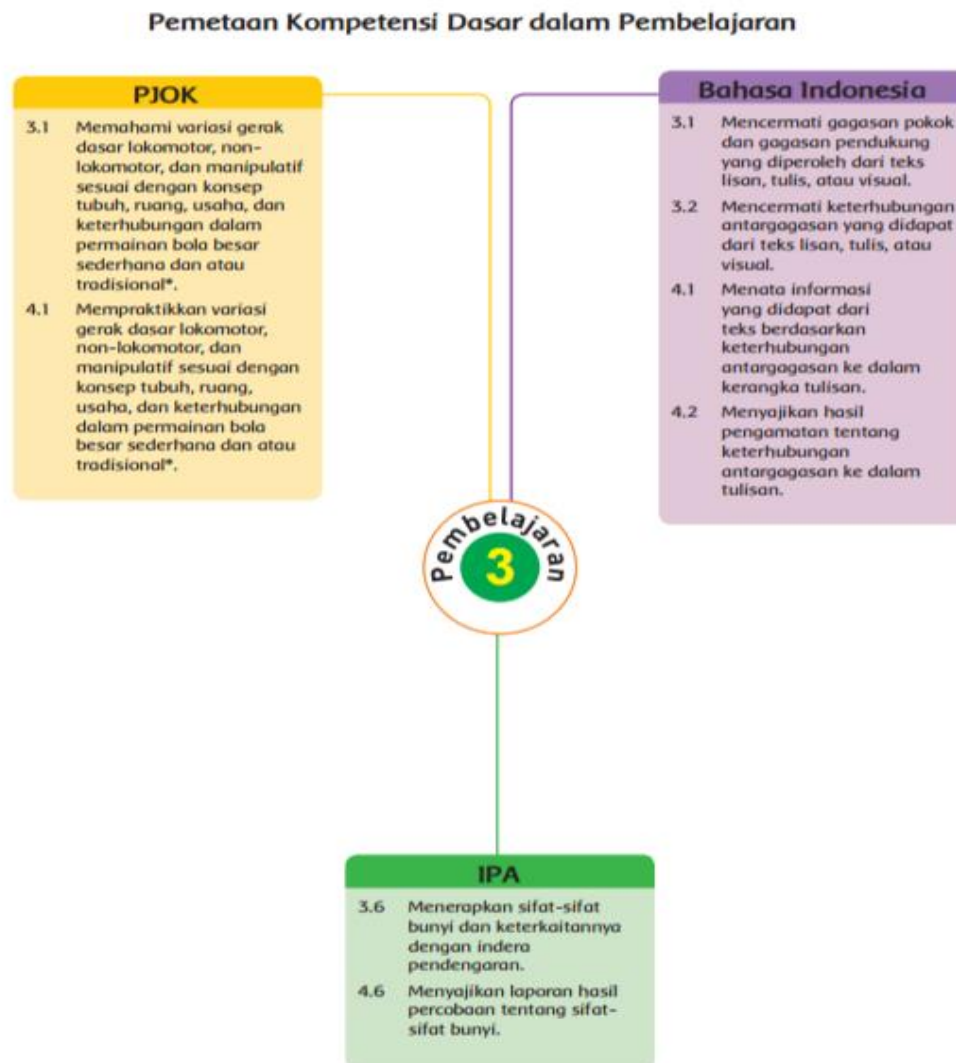 Pemetaan Kompetensi Dasar dalam Pembelajaran
PJOK
3.1 Memahami variasi gerak
dasar lokomotor, non-
lokomotor, dan manipulatif
sesuai dengan konsep
tubuh, ruang, usaha, dan
keterhubungan dalam
permainan bola besar
sederhana dan atau
tradisional*.
4.1 Mempraktikkan variasi
gerak dasar lokomotor,
non-lokomotor, dan
manipulatif sesuai dengan
konsep tubuh, ruang,
usaha, dan keterhubungan
dalam permainan bola
besar sederhana dan atau
tradisional*.
Bahasa Indonesia
3.1 Mencermati gagasan pokok
dan gagasan pendukung
yang diperoleh dari teks
lisan, tulis, atau visual.
3.2 Mencermati keterhubungan
antargagasan yang didapat
dari teks lisan, tulis, atau
visual.
4.1 Menata informasi
yang didapat dari
teks berdasarkan
keterhubungan
antargagasan ke dalam
kerangka tulisan.
4.2 Menyajikan hasil
pengamatan tentang
keterhubungan
antargagasan ke dalam
tulisan.
Pembelajaran
3
IPA
3.6 Menerapkan sifat-sifat
bunyi dan keterkaitannya
dengan indera
pendengaran.
4.6 Menyajikan laporan hasil
percobaan tentang sifat-
sifat bunyi.